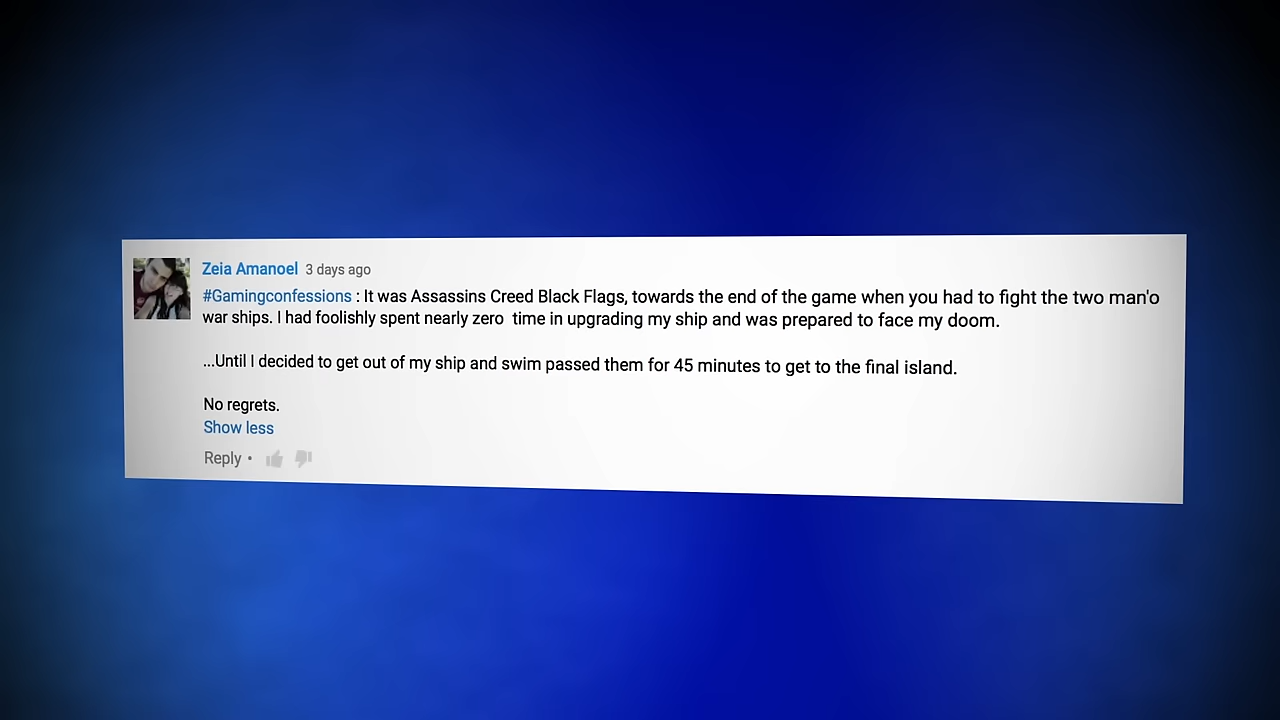 Zeia Amanoel 3 days ago
#Gamingconfessions : It was Assassins Creed Black Flags, towards the end of the game when you had to fight the two man'o
war ships. I had foolishly spent nearly zero  time in upgrading my ship and was prepared to face my doom.
...Until I decided to get out of my ship and swim passed them for 45 minutes to get to the final island.
No regrets.
Show less
Reply •